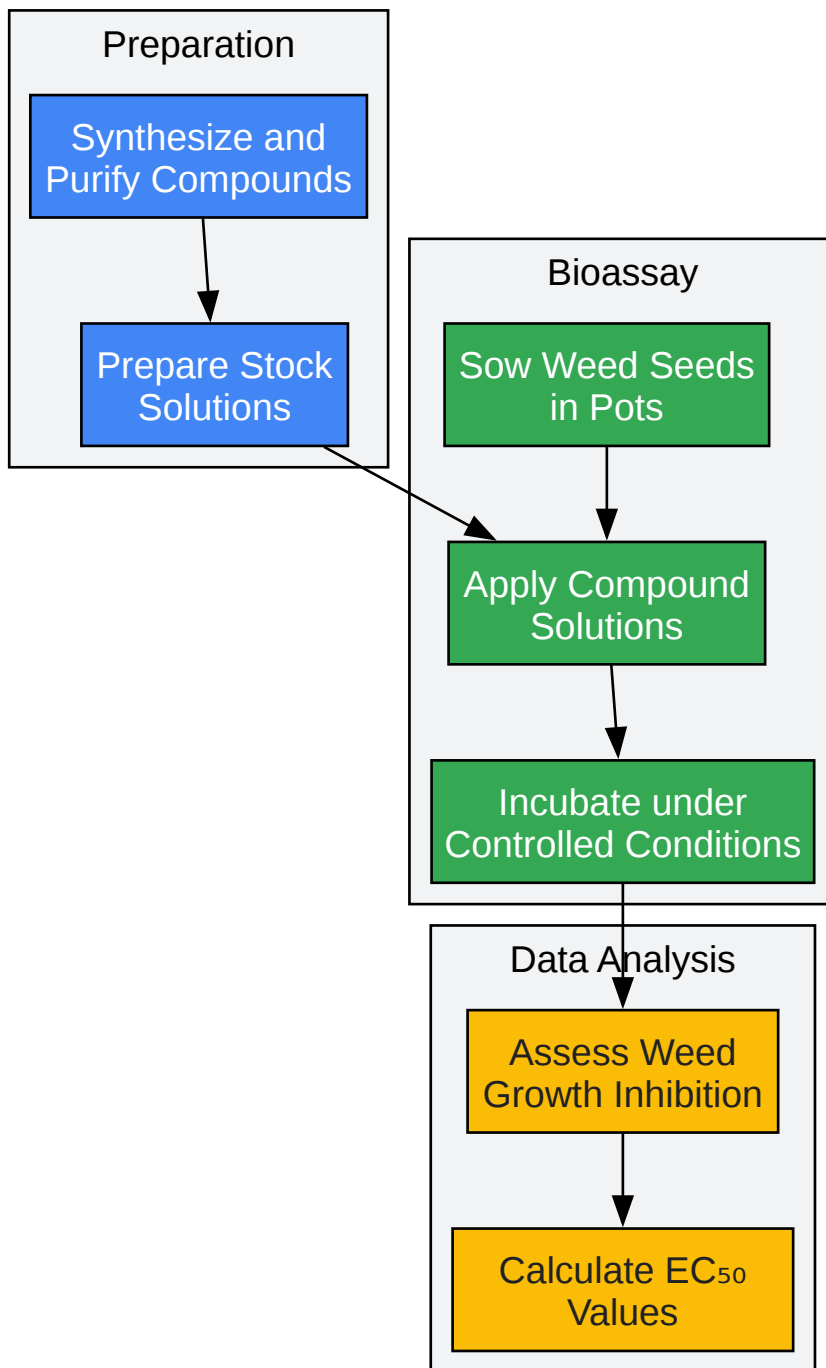 Preparation
Synthesize and
Purify Compounds
Prepare Stock
Solutions
Bioassay
Sow Weed Seeds
in Pots
Apply Compound
Solutions
Incubate under
Controlled Conditions
Data Analysis
Assess Weed
Growth Inhibition
Calculate EC₅₀
Values